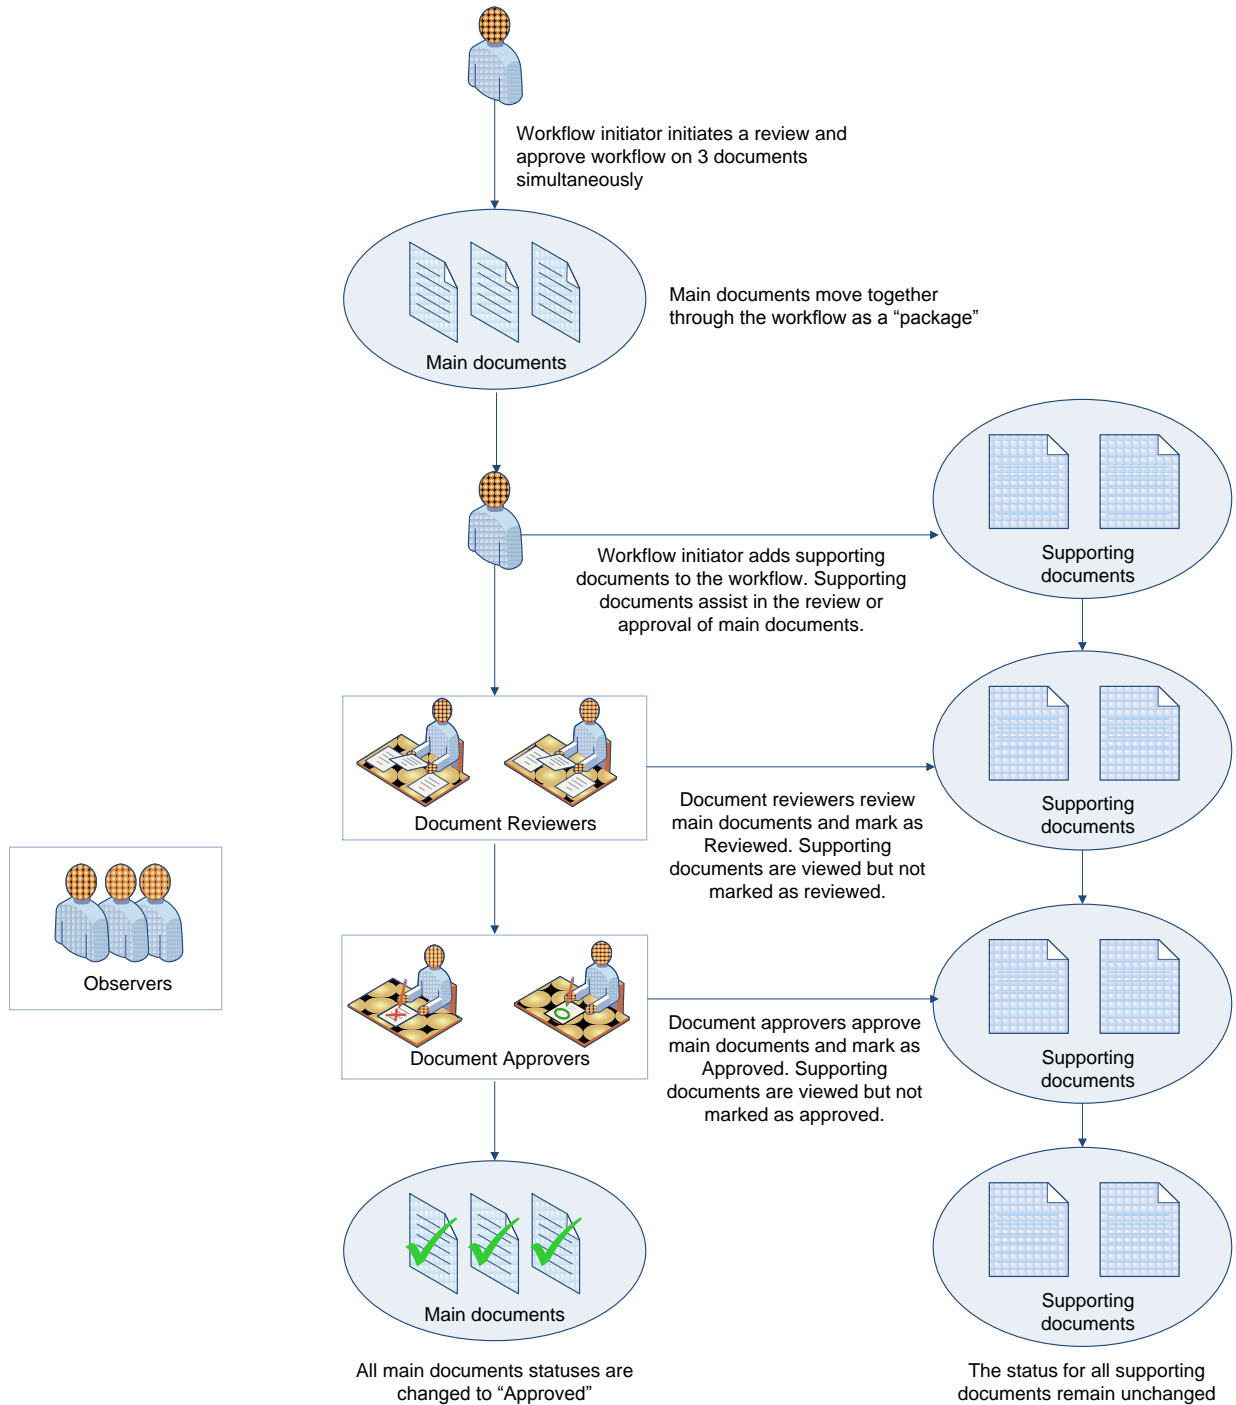 Workflow initiator initiates a review and
approve workflow on 3 documents
simultaneously
Main documents move together
through the workflow as a “package”
Main documents
Supporting
documents
Workflow initiator adds supporting
documents to the workflow. Supporting
documents assist in the review or
approval of main documents.
Document Reviewers
Document reviewers review
main documents and mark as
Reviewed. Supporting
documents are viewed but not
marked as reviewed.
Supporting
documents
Observers
Document Approvers
Document approvers approve
main documents and mark as
Approved. Supporting
documents are viewed but not
marked as approved.
Supporting
documents
Main documents
Supporting
documents
All main documents statuses are
changed to “Approved”
The status for all supporting
documents remain unchanged